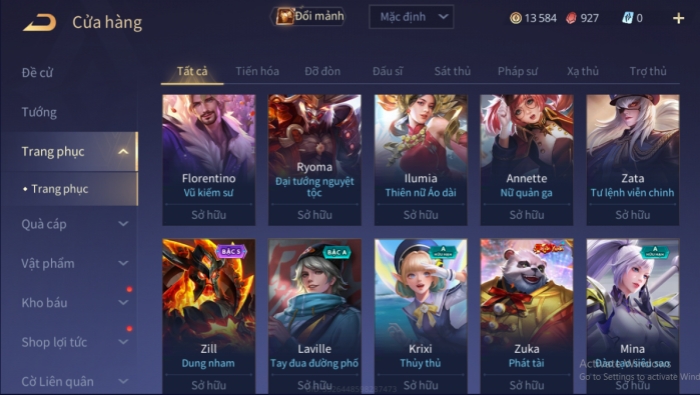 Cửa hàng
Đổi mảnh
Mặc định
13 584
927
0
Đề cử
Tướng
Trang phục
• Trang phục
Quà cáp
Vật phẩm
Kho báu
Shop lợi tức
Cờ Liên quân
Tất cả Tiến hóa Đỡ đòn Đấu sĩ Sát thủ Pháp sư Xạ thủ Trợ thủ
Florentino
Vũ kiếm sư
Sở hữu
Ryoma
Đại tướng nguyệt
tộc
Sở hữu
Ilumia
Thiên nữ Áo dài
Sở hữu
Annette
Nữ quản gia
Sở hữu
Zata
Tư lệnh viễn chinh
Sở hữu
BẬC S
Zill
Dung nham
Sở hữu
BẬC A
Laville
Tay đua đường phố
Sở hữu
A
HỮU HẠN
Krixi
Thủy thủ
Sở hữu
Zuka
Phát tài
Sở hữu
A
HỮU HẠN
Mina
Sở hữu
Activate Windows
Go to Settings to activate Wind